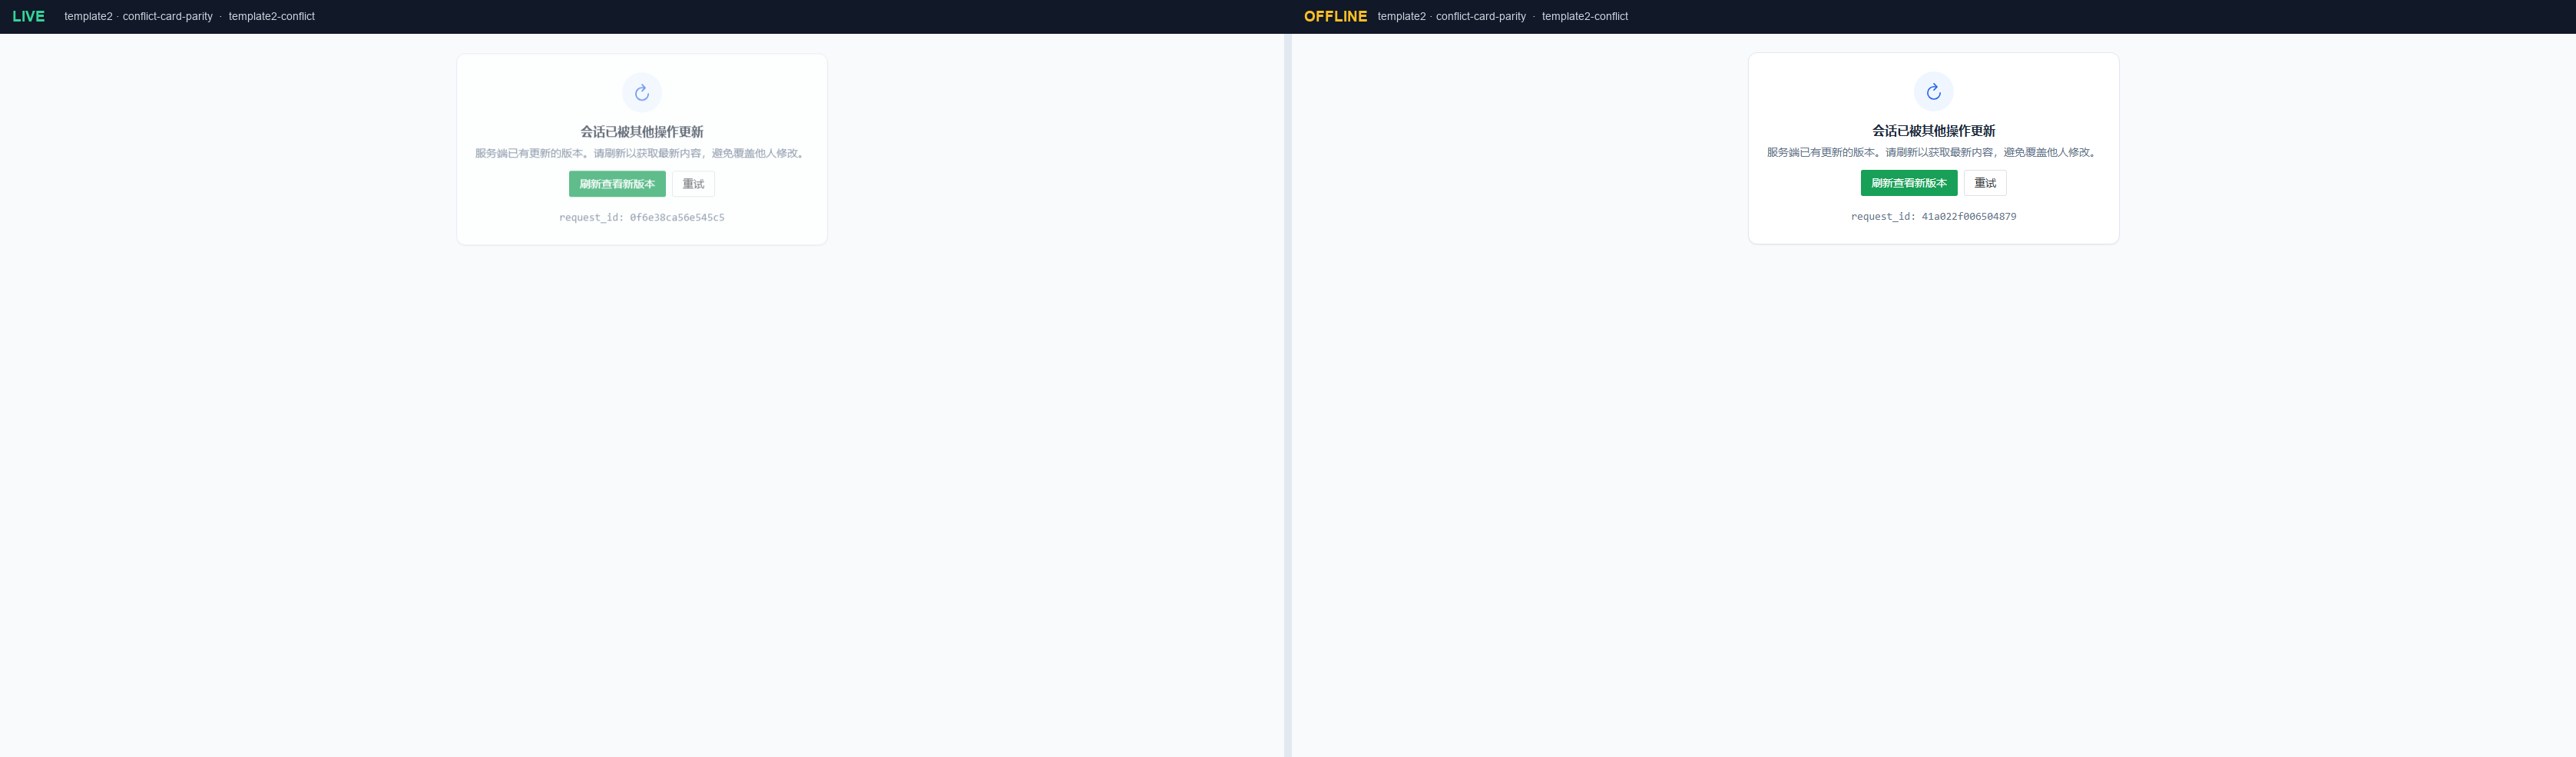 LIVE template2 · conflict-card-parity · template2-conflict
会话已被其他操作更新
服务端已有更新的版本。请刷新以获取最新内容，避免覆盖他人修改。
刷新查看新版本 重试
request_id: 0f6e38ca56e545c5
OFFLINE template2 · conflict-card-parity · template2-conflict
会话已被其他操作更新
服务端已有更新的版本。请刷新以获取最新内容，避免覆盖他人修改。
刷新查看新版本 重试
request_id: 41a022f006504879